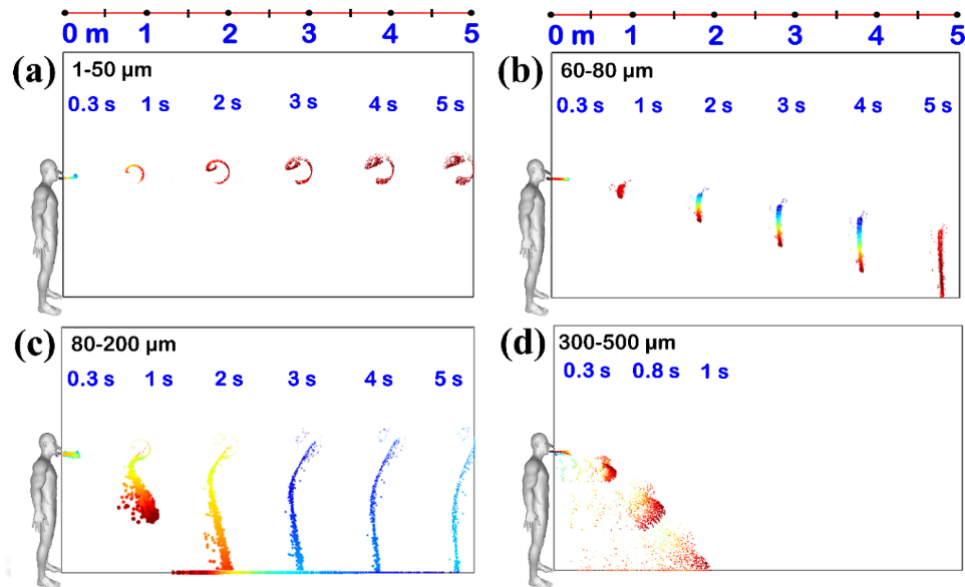 0 m 1 2 3 4 5
(a) 1-50 µm
0.3 s 1 s 2 s 3 s 4 s 5 s
0 m 1 2 3 4 5
(b) 60-80 µm
0.3 s 1 s 2 s 3 s 4 s 5 s
(c) 80-200 µm
0.3 s 1 s 2 s 3 s 4 s 5 s
(d) 300-500 µm
0.3 s 0.8 s 1 s